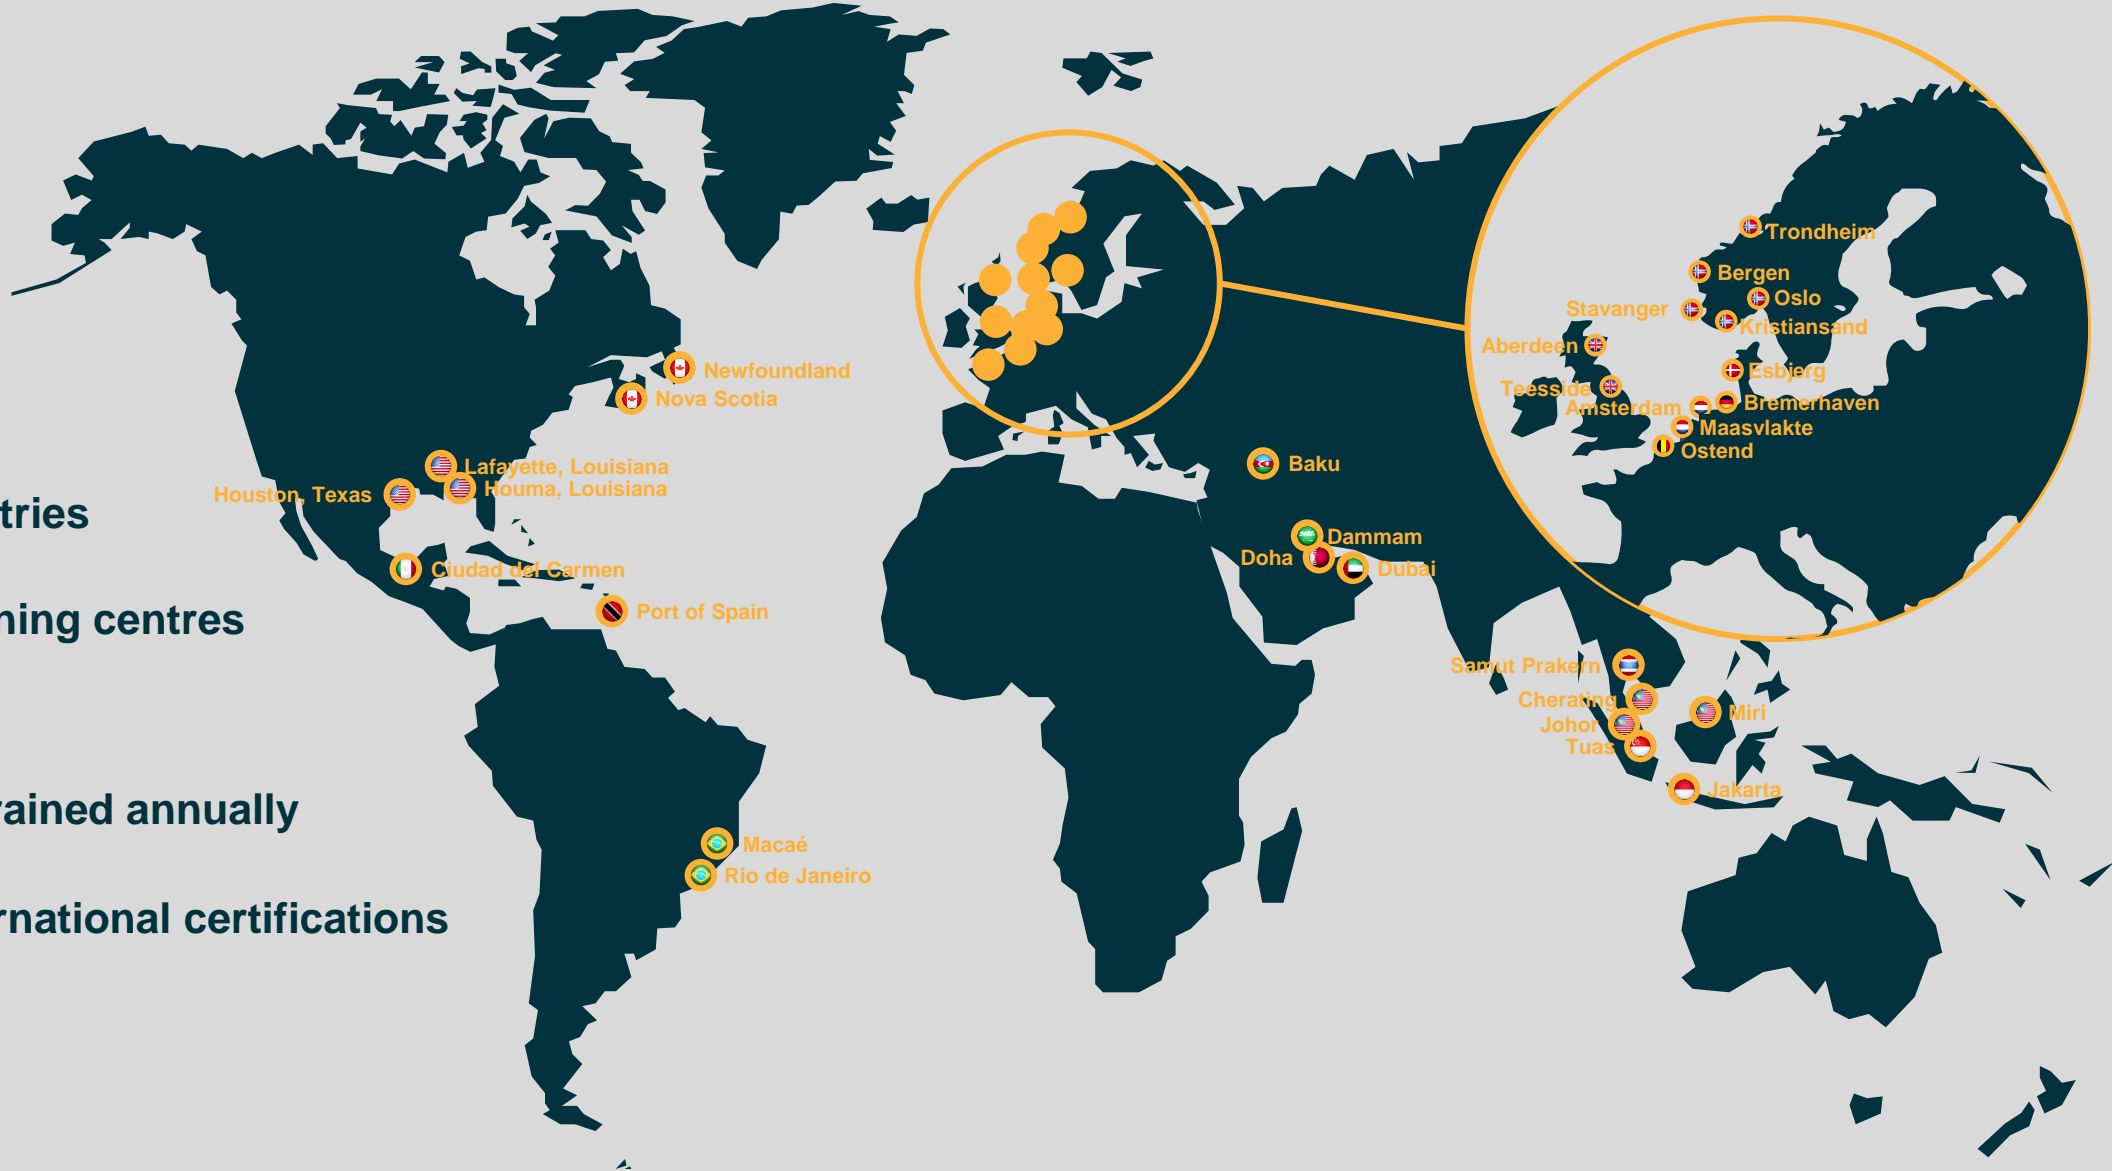 Trondheim
Bergen
Oslo
Stavanger
Kristiansand
Aberdeen
Esbjerg
Teesside
Amsterdam
Bremerhaven
Maasvlakte
Ostend
Newfoundland
Nova Scotia
Lafayette, Louisiana
Houma, Louisiana
Houston, Texas
Baku
tries
Dammam
Doha
Dubai
Ciudad del Carmen
Port of Spain
ning centres
Samut Prakern
Cherating
Miri
Johor
Tuas
Jakarta
rained annually
Macaé
Rio de Janeiro
rnational certifications